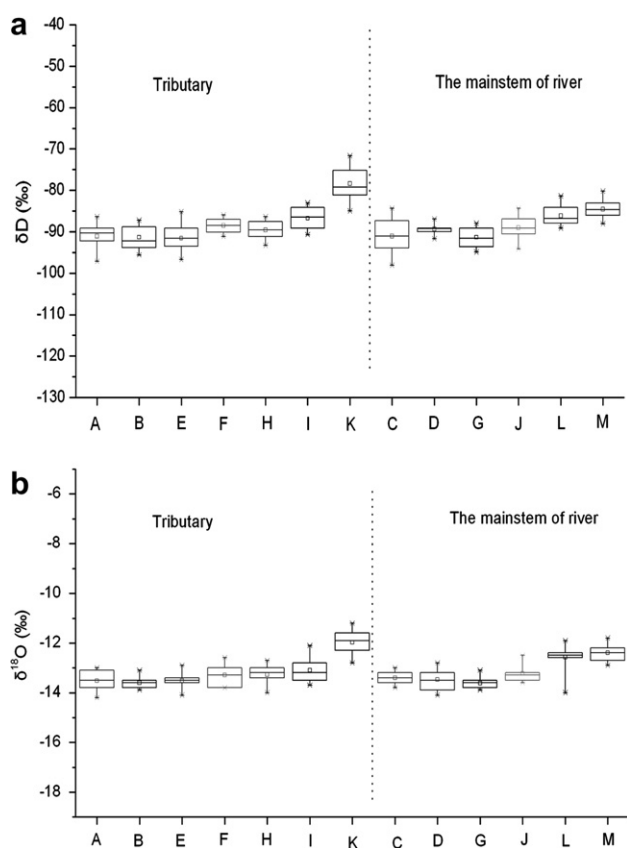 a
-40
-50
-60
-70
-80
-90
-100
-110
-120
-130
δD (‰)
Tributary
The mainstem of river
A B E F H I K C D G J L M
b
-6
-8
-10
-12
-14
-16
-18
δ¹⁸O (‰)
Tributary
The mainstem of river
A B E F H I K C D G J L M